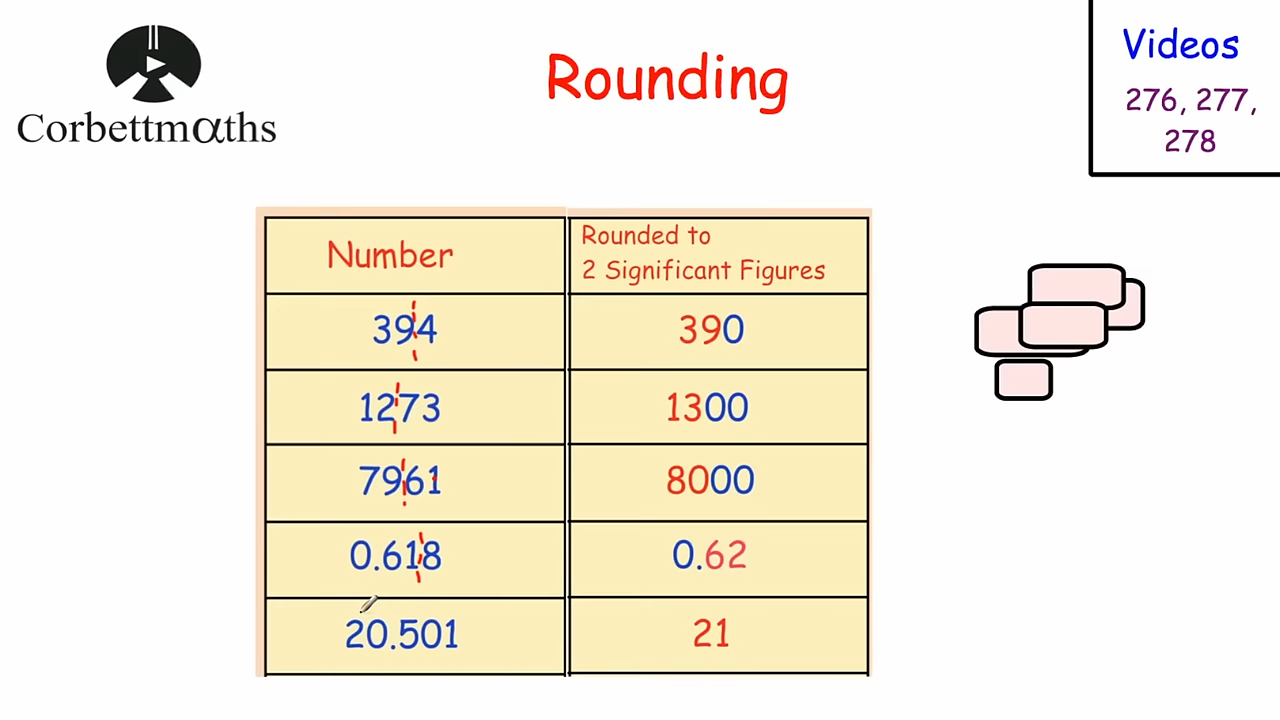 Corbettmαths
Rounding
Videos
276, 277,
278
Number
Rounded to
2 Significant Figures
394
390
1273
1300
7961
8000
0.618
0.62
20.501
21